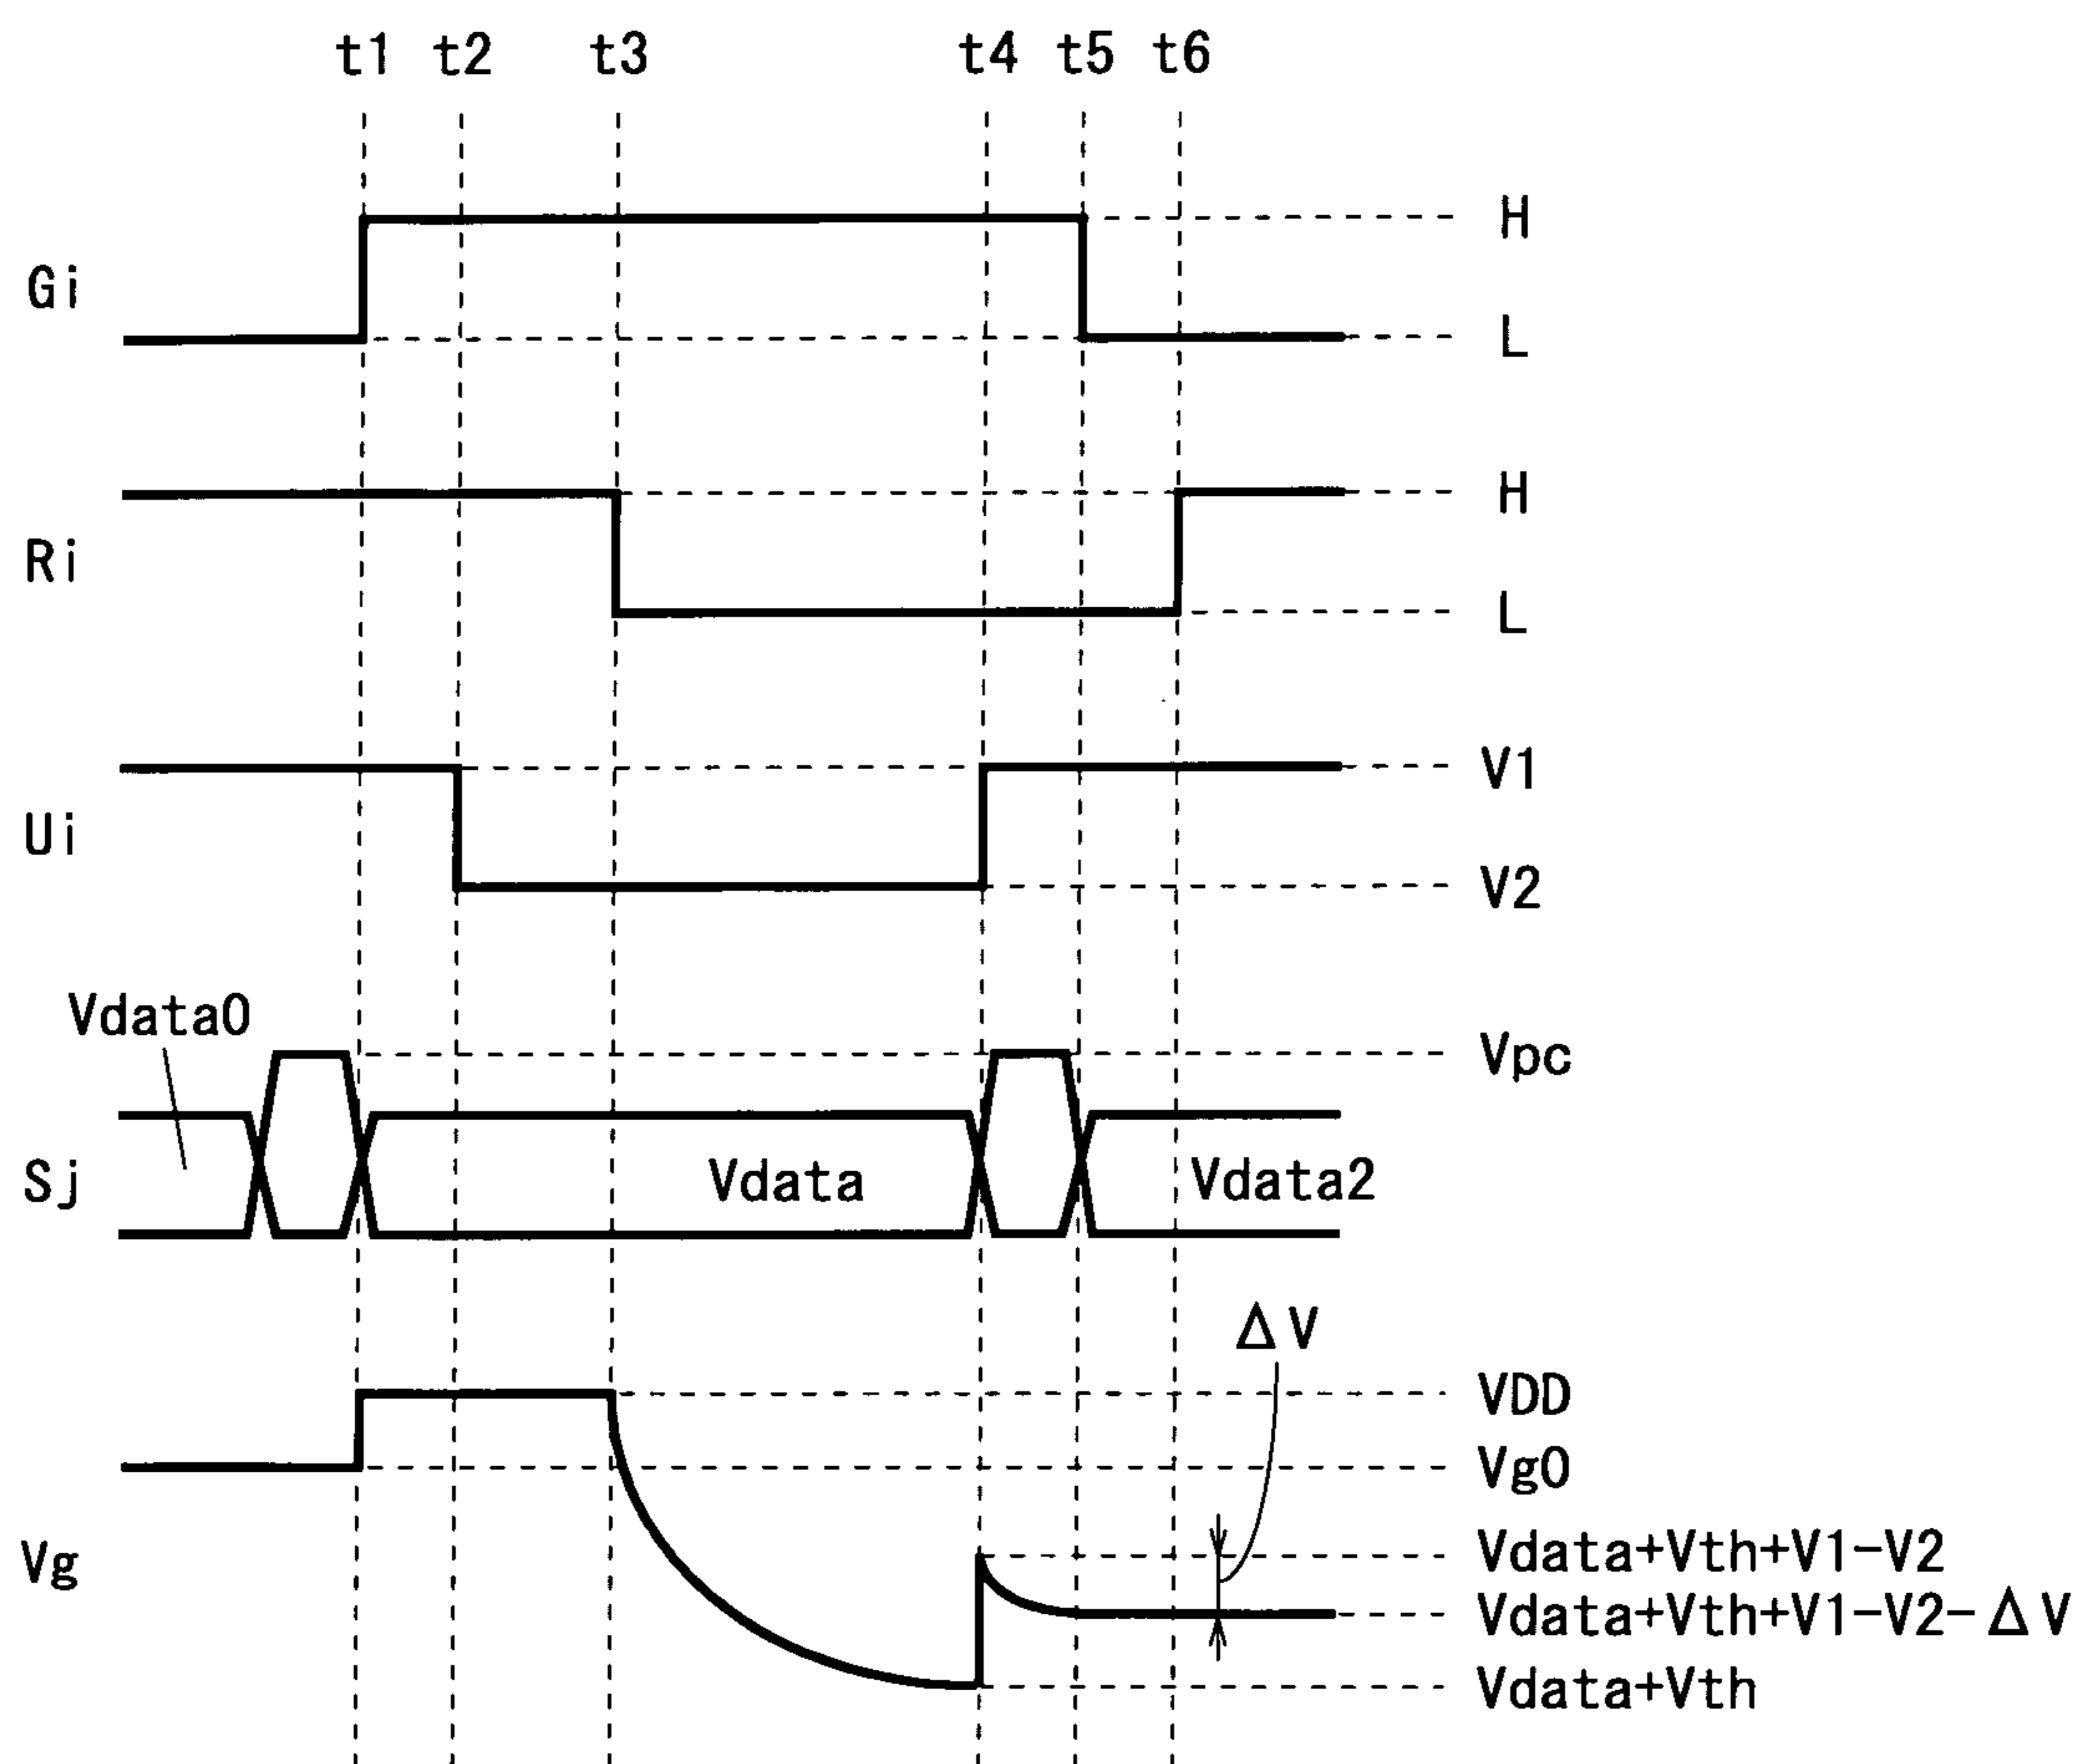 t1 t2 t3 t4 t5 t6
H
Gi
L
H
Ri
L
V1
Ui
V2
Vdata0
Vpc
Sj
Vdata
Vdata2
ΔV
VDD
Vg0
Vg
Vdata+Vth+V1-V2
Vdata+Vth+V1-V2-ΔV
Vdata+Vth